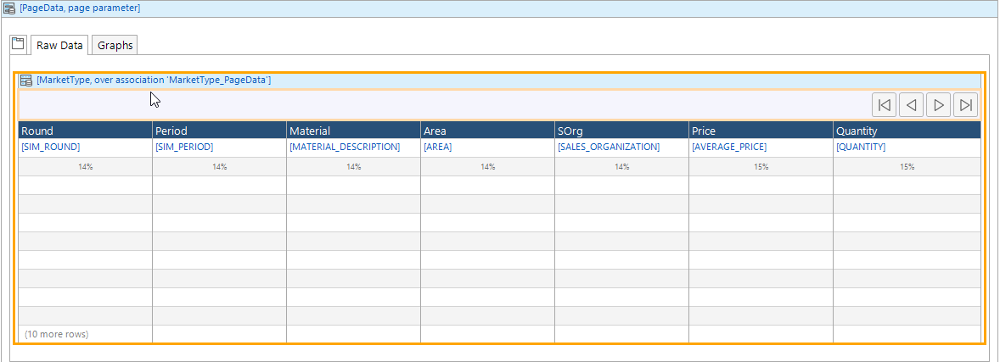 [PageData, page parameter]
Raw Data Graphs
[MarketType, over association 'MarketType_PageData']
Round Period Material Area SOrg Price Quantity
[SIM_ROUND] [SIM_PERIOD] [MATERIAL_DESCRIPTION] [AREA] [SALES_ORGANIZATION] [AVERAGE_PRICE] [QUANTITY]
14% 14% 14% 14% 14% 15% 15%
(10 more rows)